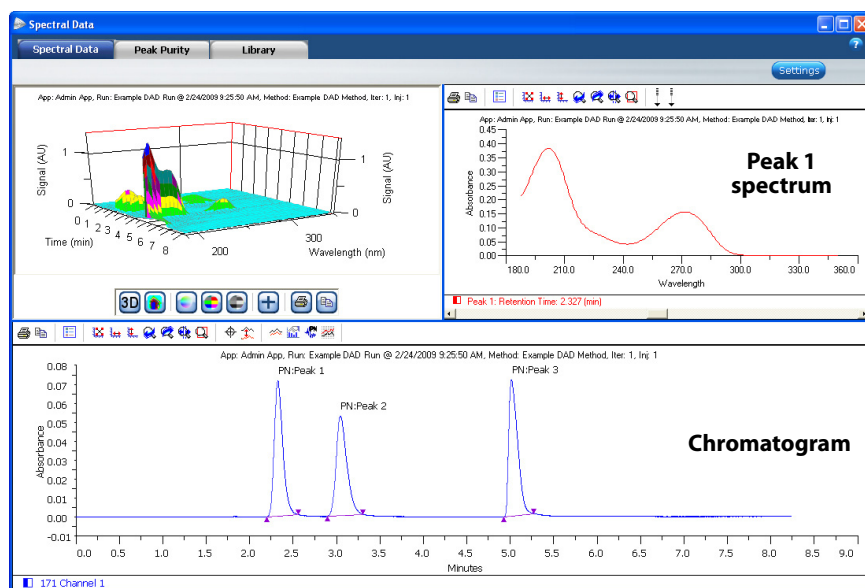 Spectral Data
Spectral Data Peak Purity Library
Settings
App: Admin App, Run: Example DAD Run @ 2/24/2009 9:25:50 AM, Method: Example DAD Method, Iter: 1, Inj: 1
Signal (AU)
1
0
0 1 2 3 4 5 6 7 8
Time (min)
200
300
Wavelength (nm)
1
0
Signal (AU)
3D
App: Admin App, Run: Example DAD Run @ 2/24/2009 9:25:50 AM, Method: Example DAD Method, Iter: 1, Inj: 1
Absorbance
0.45
0.40
0.35
0.30
0.25
0.20
0.15
0.10
0.05
0.00
180.0 210.0 240.0 270.0 300.0 330.0 360.0
Wavelength
Peak 1
spectrum
Peak 1: Retention Time: 2,327 (min)
App: Admin App, Run: Example DAD Run @ 2/24/2009 9:25:50 AM, Method: Example DAD Method, Iter: 1, Inj: 1
Absorbance
0.08
0.07
0.06
0.05
0.04
0.03
0.02
0.01
0.00
-0.01
PN:Peak 1
PN:Peak 2
PN:Peak 3
Chromatogram
0.0 0.5 1.0 1.5 2.0 2.5 3.0 3.5 4.0 4.5 5.0 5.5 6.0 6.5 7.0 7.5 8.0 8.5 9.0
Minutes
171 Channel 1